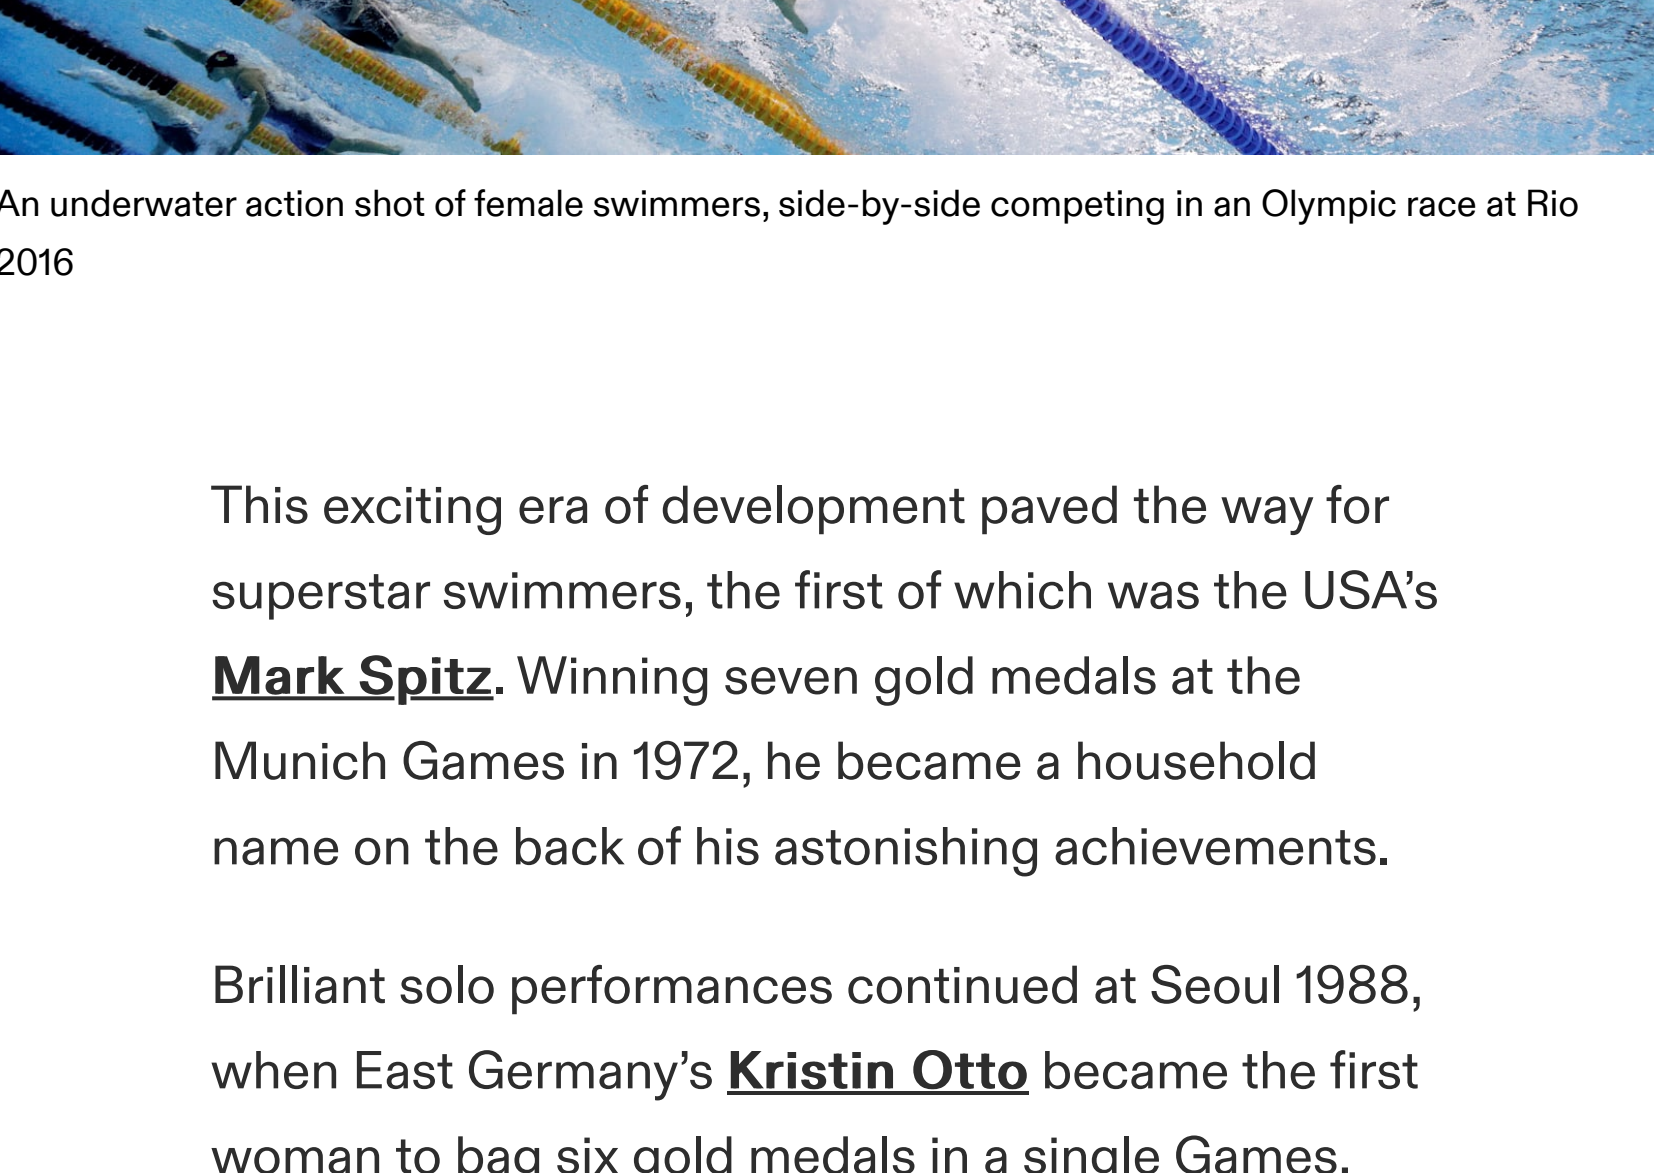 An underwater action shot of female swimmers, side-by-side competing in an Olympic race at Rio
2016
This exciting era of development paved the way for
superstar swimmers, the first of which was the USA’s
Mark Spitz. Winning seven gold medals at the
Munich Games in 1972, he became a household
name on the back of his astonishing achievements.
Brilliant solo performances continued at Seoul 1988,
when East Germany’s Kristin Otto became the first
woman to bag six gold medals in a single Games.